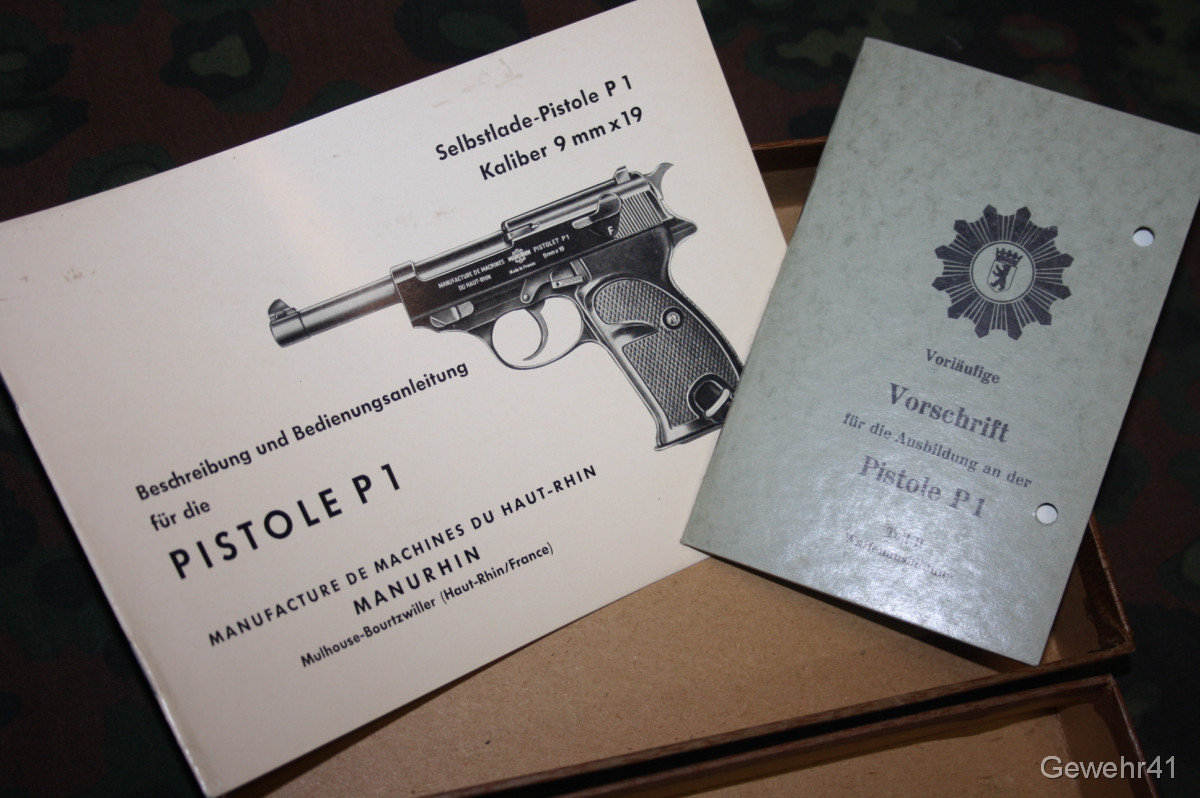 Selbstlade-Pistole P 1
Kaliber 9 mm x 19
MANUFACTURE DE MACHINES
DU HAUT-RHIN
MANURHIN
Made in France
PISTOLET P1
9mm x 19
F
Beschreibung und Bedienungsanleitung
für die
PISTOLE P 1
MANUFACTURE DE MACHINES DU HAUT-RHIN
MANURHIN
Mulhouse-Bourtzwiller (Haut-Rhin/France)
Vorläufige
Vorschrift
für die Ausbildung an der
Pistole P1
Gewehr41